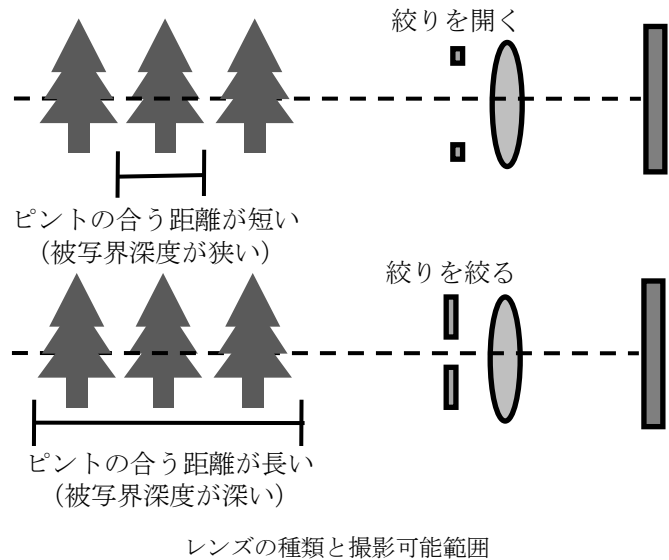 絞りを開く
ピントの合う距離が短い
（被写界深度が狭い）
絞りを絞る
ピントの合う距離が長い
（被写界深度が深い）
レンズの種類と撮影可能範囲